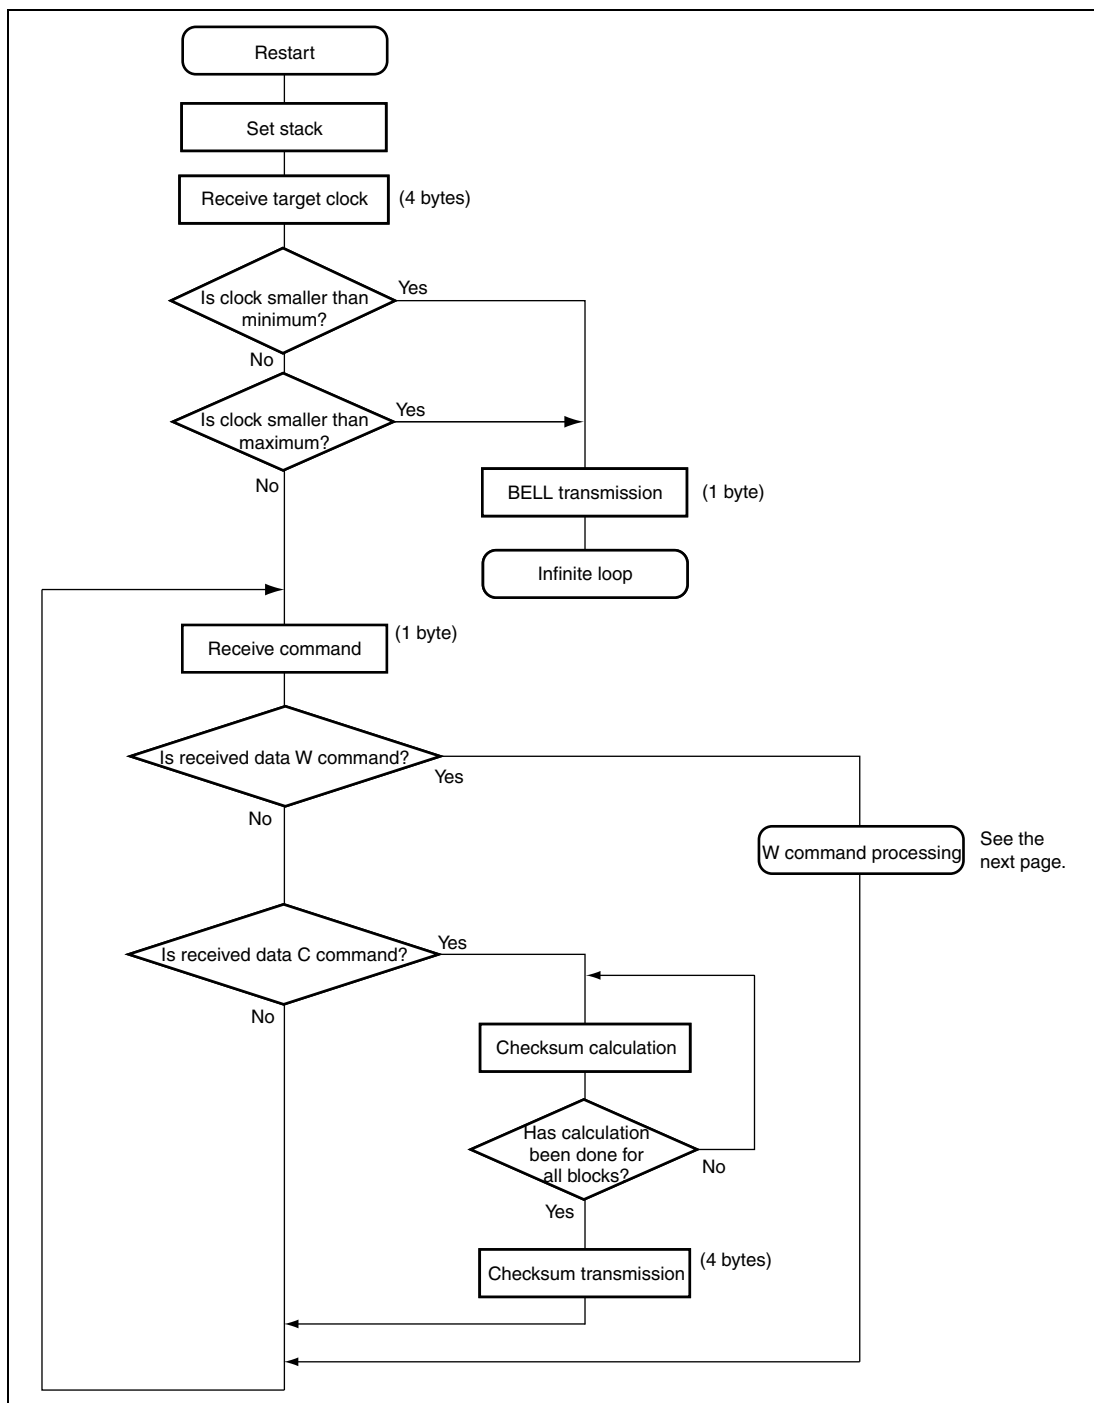 Restart
Set stack
Receive target clock
(4 bytes)
Is clock smaller than
minimum?
Yes
No
Is clock smaller than
maximum?
Yes
No
BELL transmission
(1 byte)
Infinite loop
Receive command
(1 byte)
Is received data W command?
Yes
No
W command processing
See the
next page.
Is received data C command?
Yes
No
Checksum calculation
Has calculation
been done for
all blocks?
No
Yes
Checksum transmission
(4 bytes)